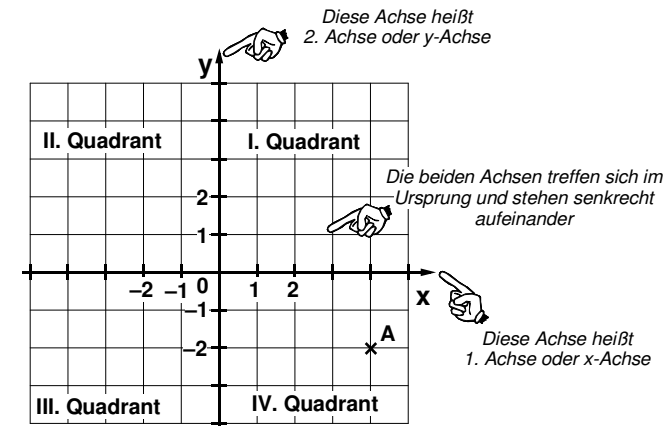 Diese Achse heißt
2. Achse oder y-Achse
y
II. Quadrant
I. Quadrant
Die beiden Achsen treffen sich im
Ursprung und stehen senkrecht
aufeinander
2
1
–2 –1 0 1 2
x
–1
–2
A
Diese Achse heißt
1. Achse oder x-Achse
III. Quadrant
IV. Quadrant